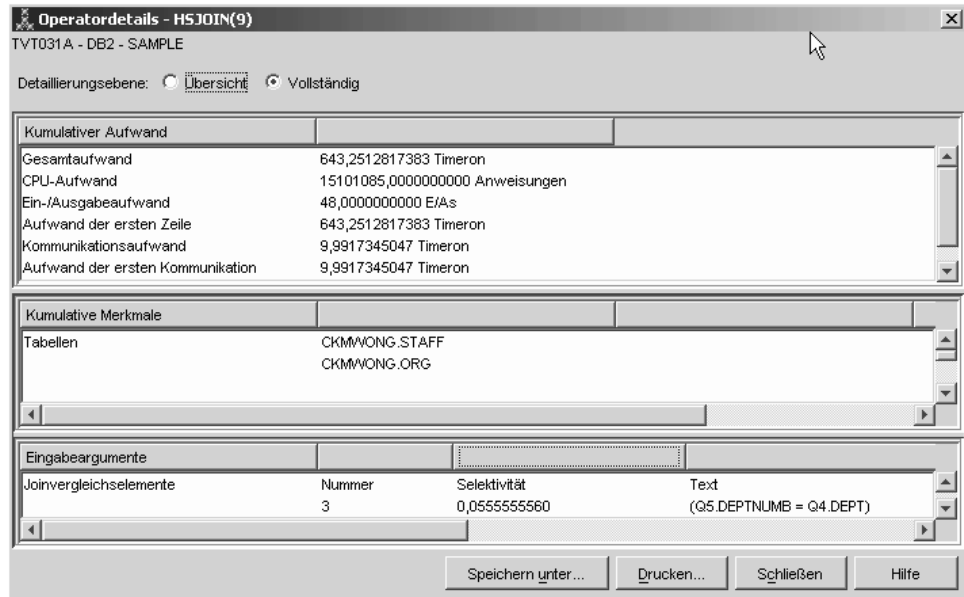 Operatordetails - HSJOIN(9)
TVT031A - DB2 - SAMPLE
Detaillierungsebene: Übersicht Vollständig
Kumulativer Aufwand
Gesamtaufwand 643,2512817383 Timeron
CPU-Aufwand 15101085,0000000000 Anweisungen
Ein-/Ausgabeaufwand 48,0000000000 E/As
Aufwand der ersten Zeile 643,2512817383 Timeron
Kommunikationsaufwand 9,9917345047 Timeron
Aufwand der ersten Kommunikation 9,9917345047 Timeron
Kumulative Merkmale
Tabellen CKMWONG.STAFF
CKMWONG.ORG
Eingabeargumente
Joinvergleichselemente Nummer Selektivität Text
3 0,0555555560 (Q5.DEPTNUMB = Q4.DEPT)
Speichern unter... Drucken... Schließen Hilfe